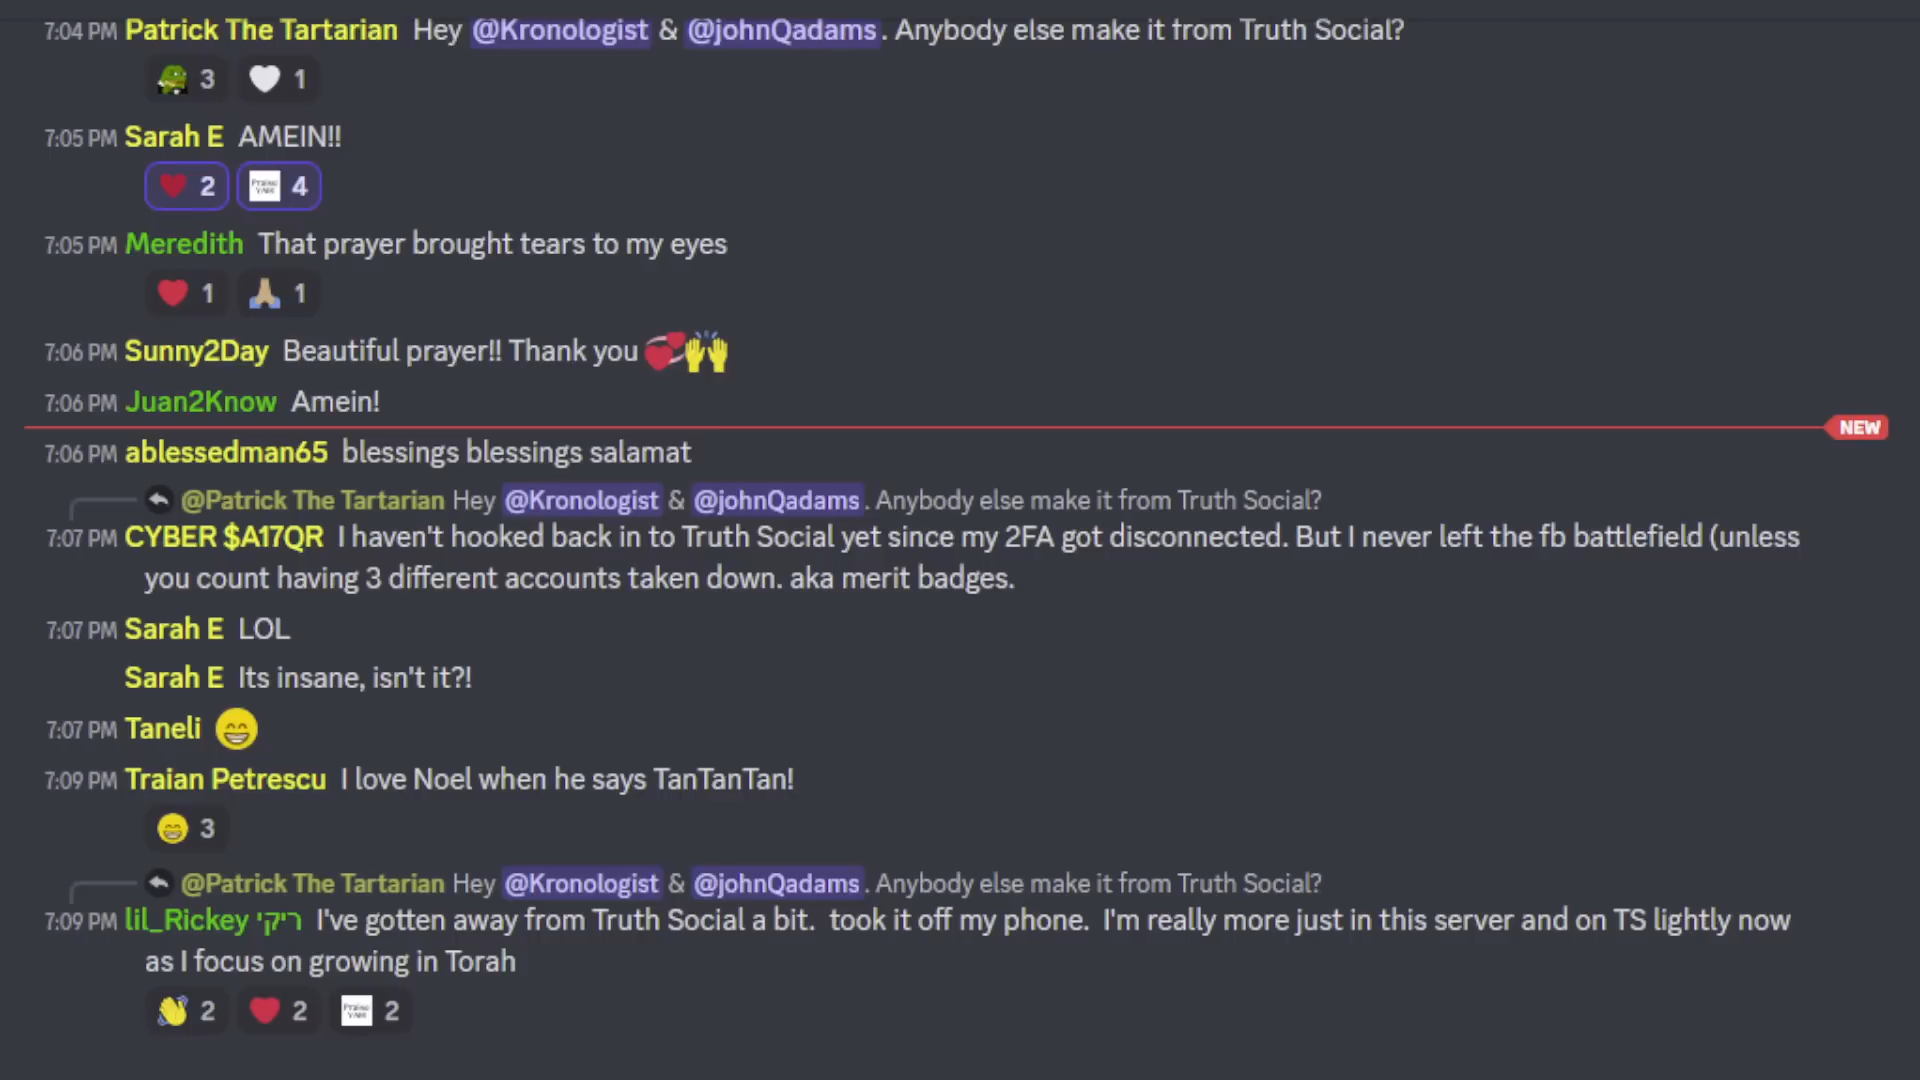 7:04 PM Patrick The Tartarian Hey @Kronologist & @johnQadams. Anybody else make it from Truth Social?
3 1
7:05 PM Sarah E AMEIN!!
2 Praise YAH! 4
7:05 PM Meredith That prayer brought tears to my eyes
1 1
7:06 PM Sunny2Day Beautiful prayer!! Thank you
7:06 PM Juan2Know Amein!
NEW
7:06 PM ablessedman65 blessings blessings salamat
@Patrick The Tartarian Hey @Kronologist & @johnQadams. Anybody else make it from Truth Social?
7:07 PM CYBER $A17QR I haven't hooked back in to Truth Social yet since my 2FA got disconnected. But I never left the fb battlefield (unless
you count having 3 different accounts taken down. aka merit badges.
7:07 PM Sarah E LOL
Sarah E Its insane, isn't it?!
7:07 PM Taneli
7:09 PM Traian Petrescu I love Noel when he says TanTanTan!
3
@Patrick The Tartarian Hey @Kronologist & @johnQadams. Anybody else make it from Truth Social?
7:09 PM lil_Rickey ריקי I've gotten away from Truth Social a bit. took it off my phone. I'm really more just in this server and on TS lightly now
as I focus on growing in Torah
2 2 Praise YAH! 2